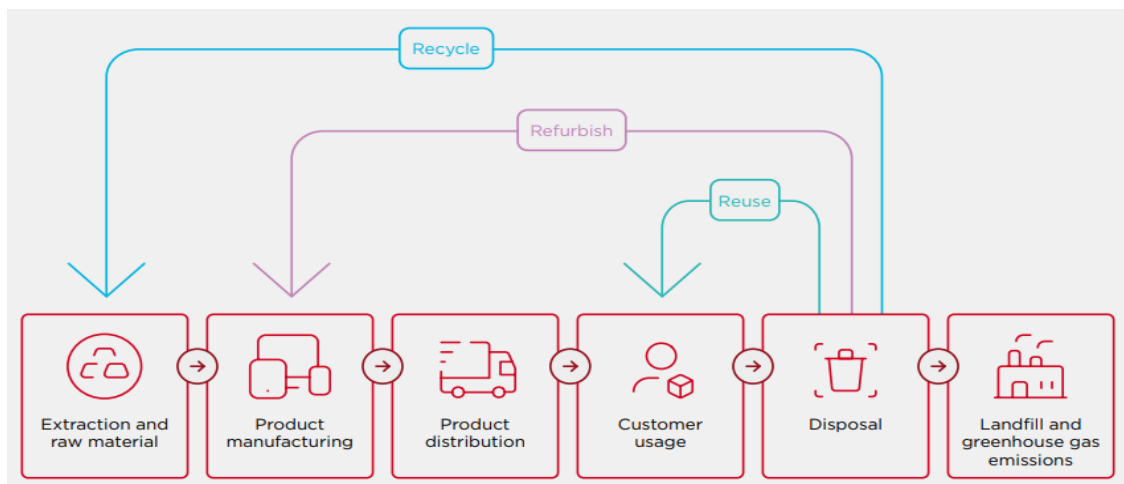 Recycle
Refurbish
Reuse
Extraction and
raw material
Product
manufacturing
Product
distribution
Customer
usage
Disposal
Landfill and
greenhouse gas
emissions